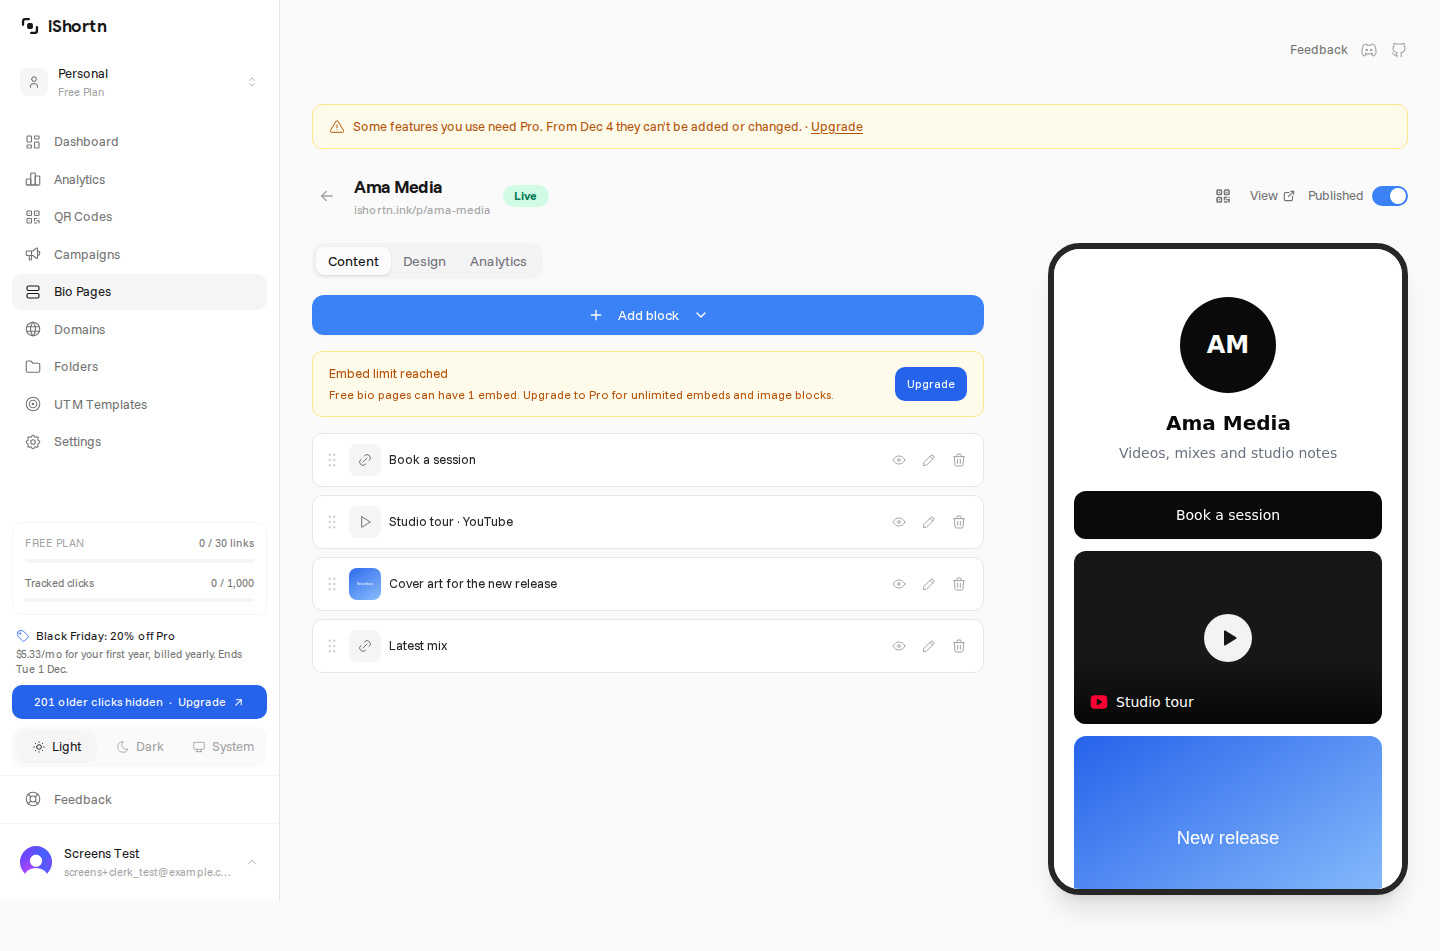 iShortn
Personal
Free Plan
Dashboard
Analytics
QR Codes
Campaigns
Bio Pages
Domains
Folders
UTM Templates
Settings
FREE PLAN 0 / 30 links
Tracked clicks 0 / 1,000
Black Friday: 20% off Pro
$5.33/mo for your first year, billed yearly. Ends
Tue 1 Dec.
201 older clicks hidden · Upgrade
Light Dark System
Feedback
Screens Test
screens+clerk_test@example.c...
Feedback
Some features you use need Pro. From Dec 4 they can't be added or changed. · Upgrade
Ama Media
Live
ishortn.ink/p/ama-media
View Published
Content Design Analytics
Add block
Embed limit reached
Free bio pages can have 1 embed. Upgrade to Pro for unlimited embeds and image blocks.
Upgrade
Book a session
Studio tour · YouTube
Cover art for the new release
Latest mix
AM
Ama Media
Videos, mixes and studio notes
Book a session
Studio tour
New release